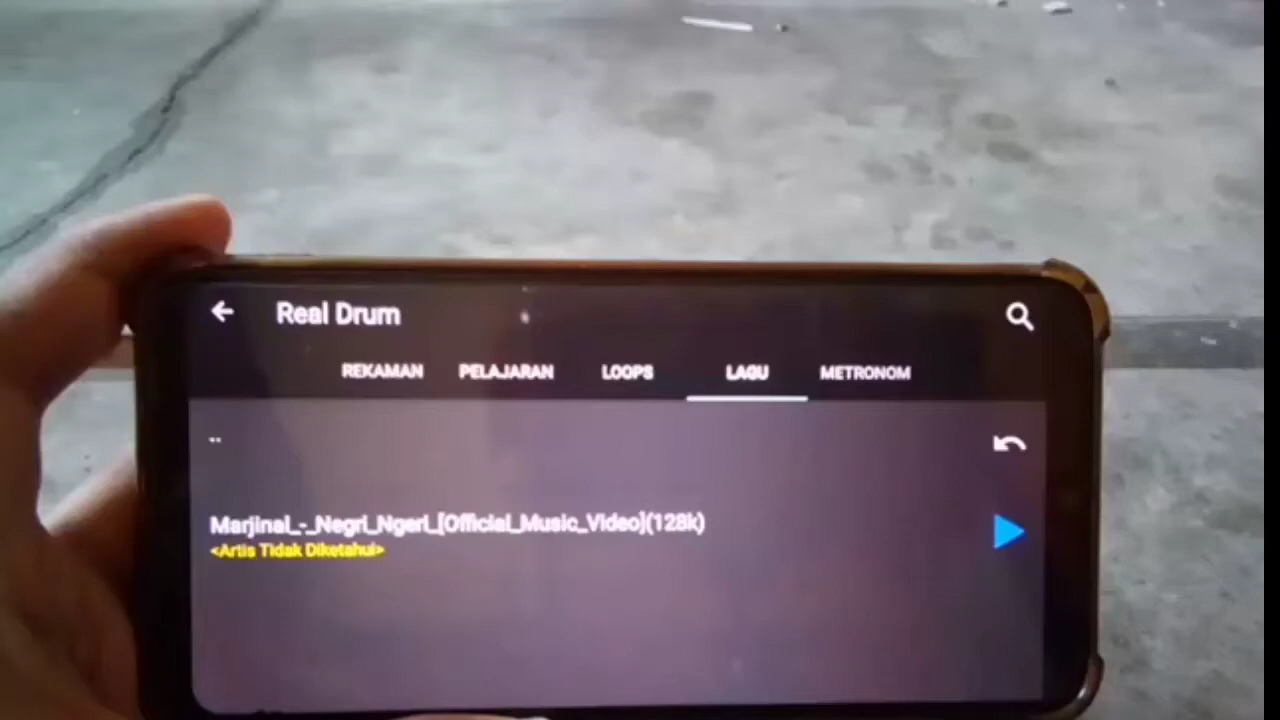 Real Drum
REKAMAN PELAJARAN LOOPS LAGU METRONOM
..
Marjinal_-_Negri_Ngeri_[Official_Music_Video](128k)
<Artis Tidak Diketahui>